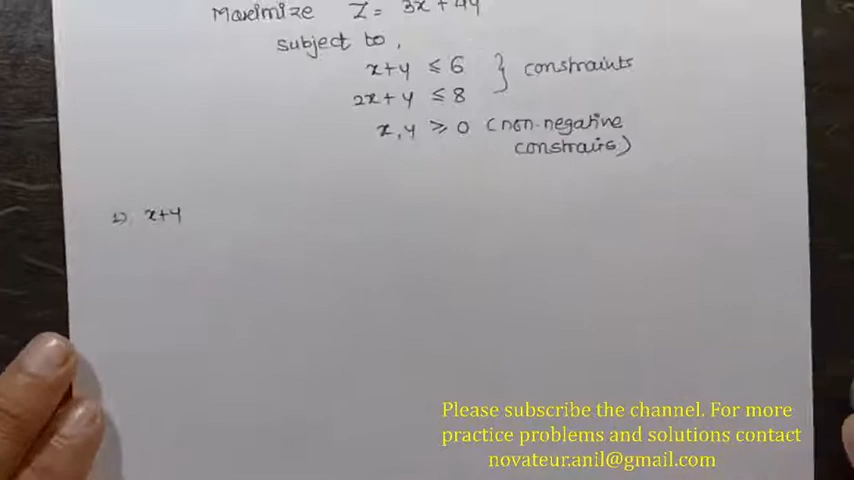 Maximize Z = 3x + 4y
subject to,
x+y ≤ 6 } constraints
2x+y ≤ 8
x,y ≥ 0 (non-negative
constrairs)
1) x+y
Please subscribe the channel. For more
practice problems and solutions contact
novateur.anil@gmail.com